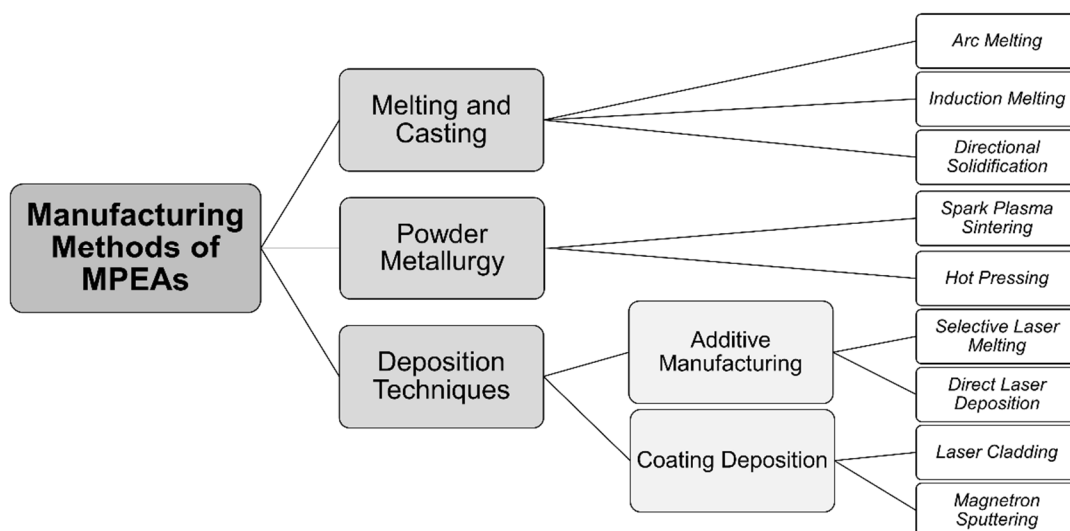 Manufacturing
Methods of
MPEAs
Melting and
Casting
Powder
Metallurgy
Deposition
Techniques
Additive
Manufacturing
Coating Deposition
Arc Melting
Induction Melting
Directional
Solidification
Spark Plasma
Sintering
Hot Pressing
Selective Laser
Melting
Direct Laser
Deposition
Laser Cladding
Magnetron
Sputtering